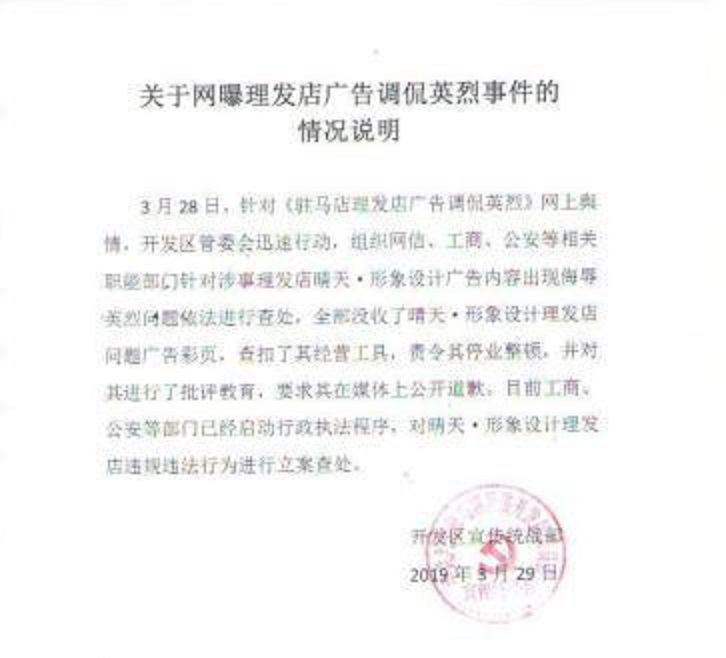 关于网曝理发店广告调侃英烈事件的
情况说明
3月28日，针对《驻马店理发店广告调侃英烈》网上舆
情，开发区管委会迅速行动，组织网信、工商、公安等相关
职能部门针对涉事理发店晴天·形象设计广告内容出现侮辱
英烈问题依法进行查处，全部没收了晴天·形象设计理发店
问题广告彩页，查扣了其经营工具，责令其停业整顿，并对
其进行了批评教育，要求其在媒体上公开道歉。目前工商、
公安等部门已经启动行政执法程序，对晴天·形象设计理发
店违规违法行为进行立案查处。
开发区宣传统战部
2019年3月29日